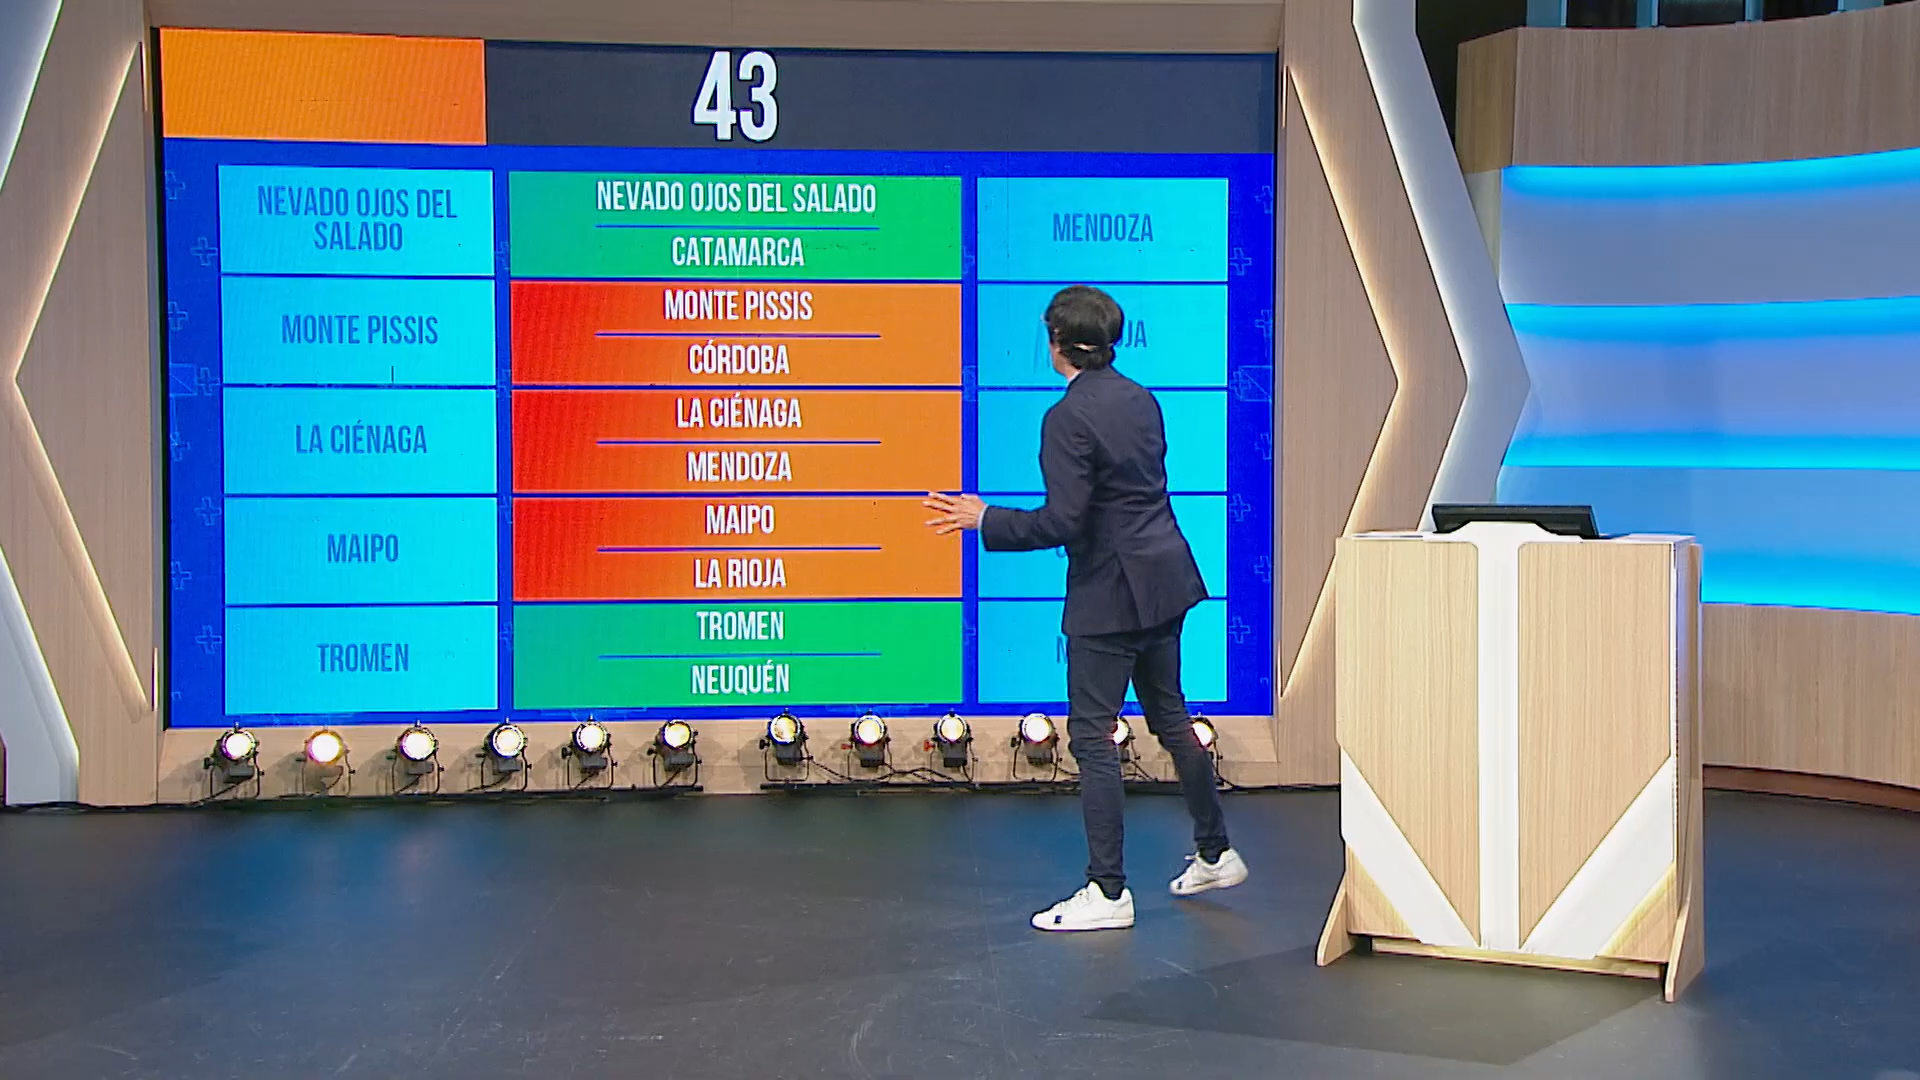 43
NEVADO OJOS DEL
SALADO
MONTE PISSIS
LA CIÉNAGA
MAIPO
TROMEN
NEVADO OJOS DEL SALADO
CATAMARCA
MONTE PISSIS
CÓRDOBA
LA CIÉNAGA
MENDOZA
MAIPO
LA RIOJA
TROMEN
NEUQUÉN
MENDOZA